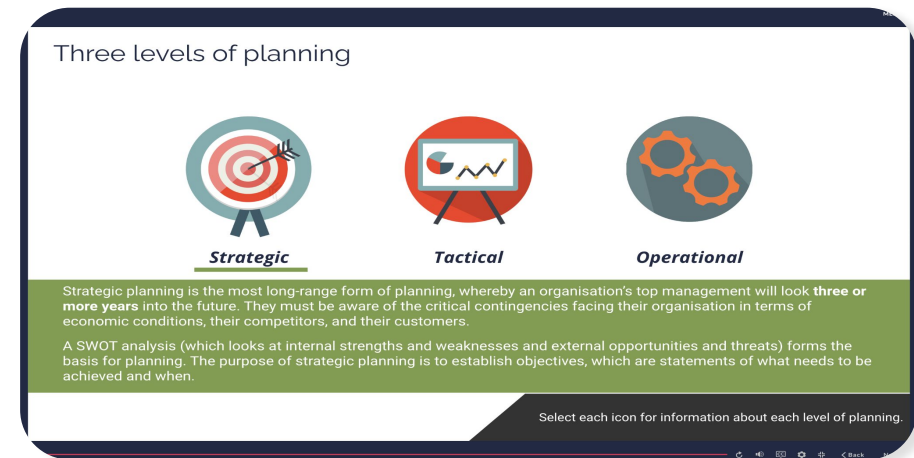 Three levels of planning
Strategic
Tactical
Operational
Strategic planning is the most long-range form of planning, whereby an organisation's top management will look three or
more years into the future. They must be aware of the critical contingencies facing their organisation in terms of
economic conditions, their competitors, and their customers.
A SWOT analysis (which looks at internal strengths and weaknesses and external opportunities and threats) forms the
basis for planning. The purpose of strategic planning is to establish objectives, which are statements of what needs to be
achieved and when.
Select each icon for information about each level of planning.
CC
< Back